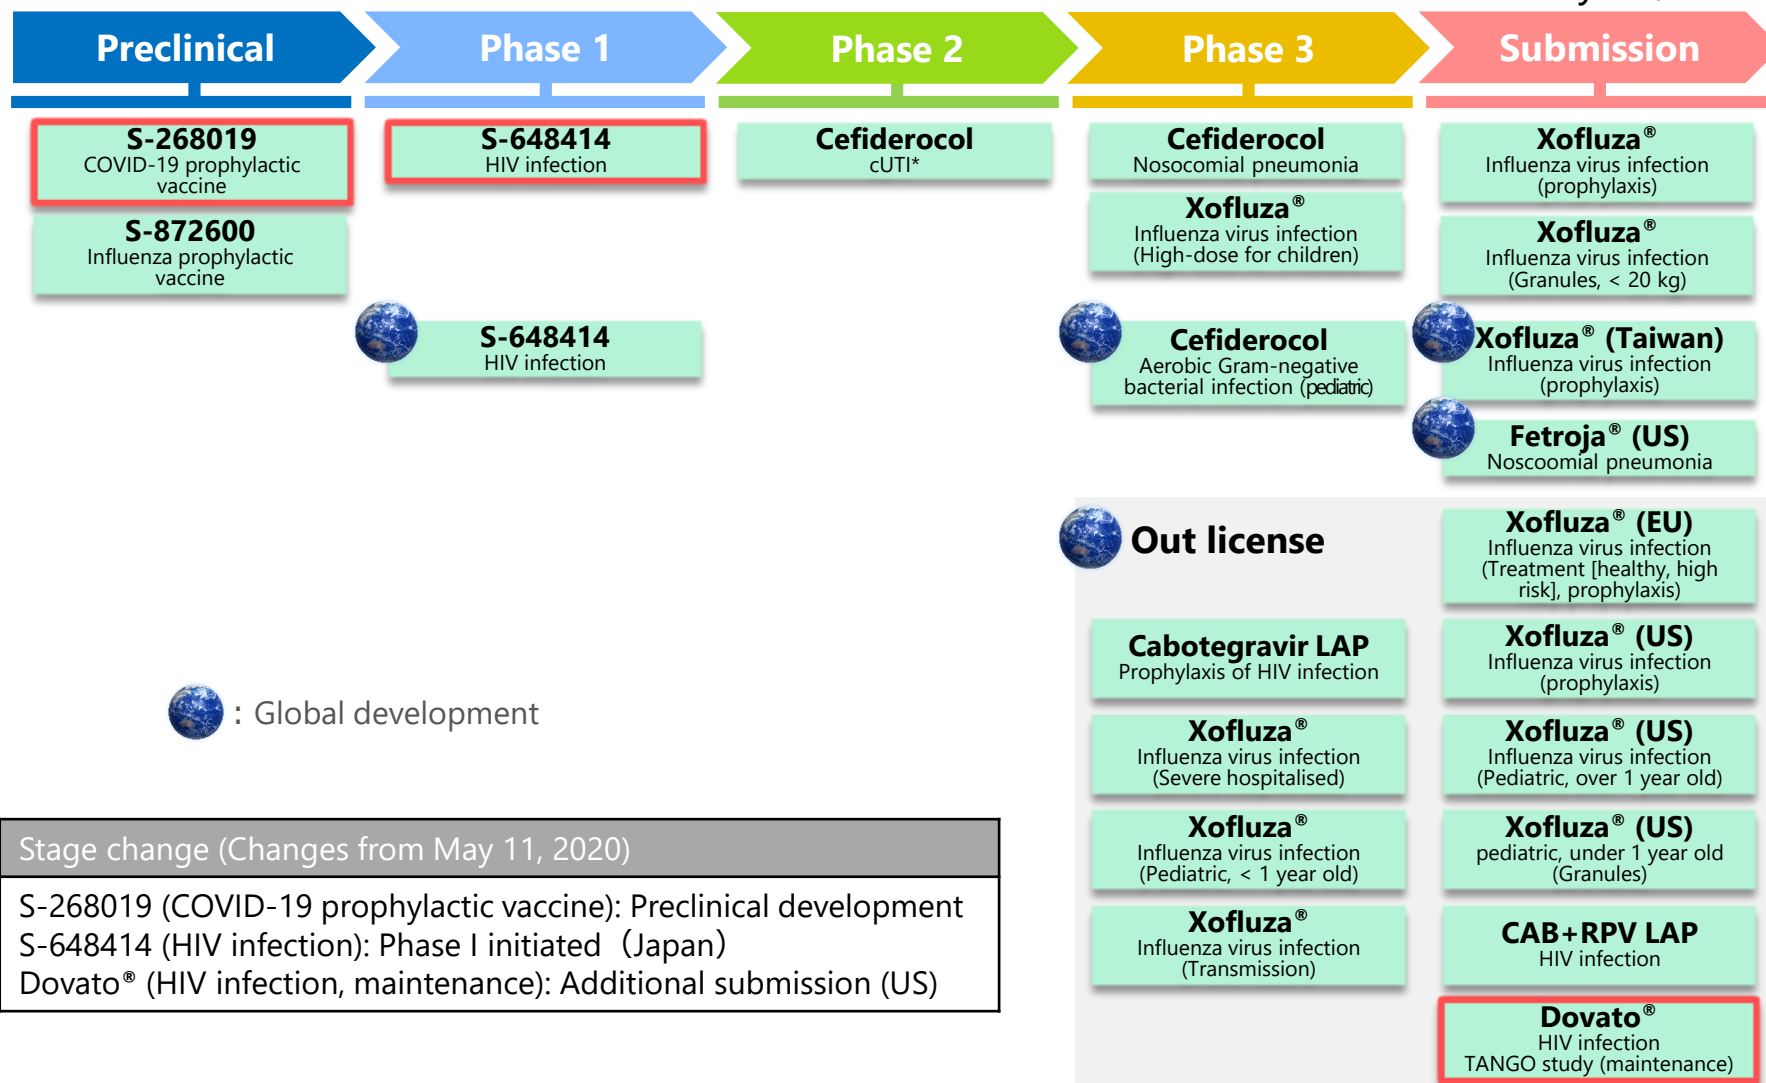 Preclinical
Phase 1
Phase 2
Phase 3
Submission
S-268019
COVID-19 prophylactic
vaccine
S-872600
Influenza prophylactic
vaccine
S-648414
HIV infection
S-648414
HIV infection
Cefiderocol
cUTI*
Cefiderocol
Nosocomial pneumonia
Xofluza®
Influenza virus infection
(High-dose for children)
Cefiderocol
Aerobic Gram-negative
bacterial infection (pediatric)
Xofluza®
Influenza virus infection
(prophylaxis)
Xofluza®
Influenza virus infection
(Granules, < 20 kg)
Xofluza® (Taiwan)
Influenza virus infection
(prophylaxis)
Fetroja® (US)
Noscoomial pneumonia
Out license
Cabotegravir LAP
Prophylaxis of HIV infection
Xofluza®
Influenza virus infection
(Severe hospitalised)
Xofluza®
Influenza virus infection
(Pediatric, < 1 year old)
Xofluza®
Influenza virus infection
(Transmission)
Xofluza® (EU)
Influenza virus infection
(Treatment [healthy, high
risk], prophylaxis)
Xofluza® (US)
Influenza virus infection
(prophylaxis)
Xofluza® (US)
Influenza virus infection
(Pediatric, over 1 year old)
Xofluza® (US)
pediatric, under 1 year old
(Granules)
CAB+RPV LAP
HIV infection
Dovato®
HIV infection
TANGO study (maintenance)
: Global development
Stage change (Changes from May 11, 2020)
S-268019 (COVID-19 prophylactic vaccine): Preclinical development
S-648414 (HIV infection): Phase I initiated（Japan）
Dovato® (HIV infection, maintenance): Additional submission (US)